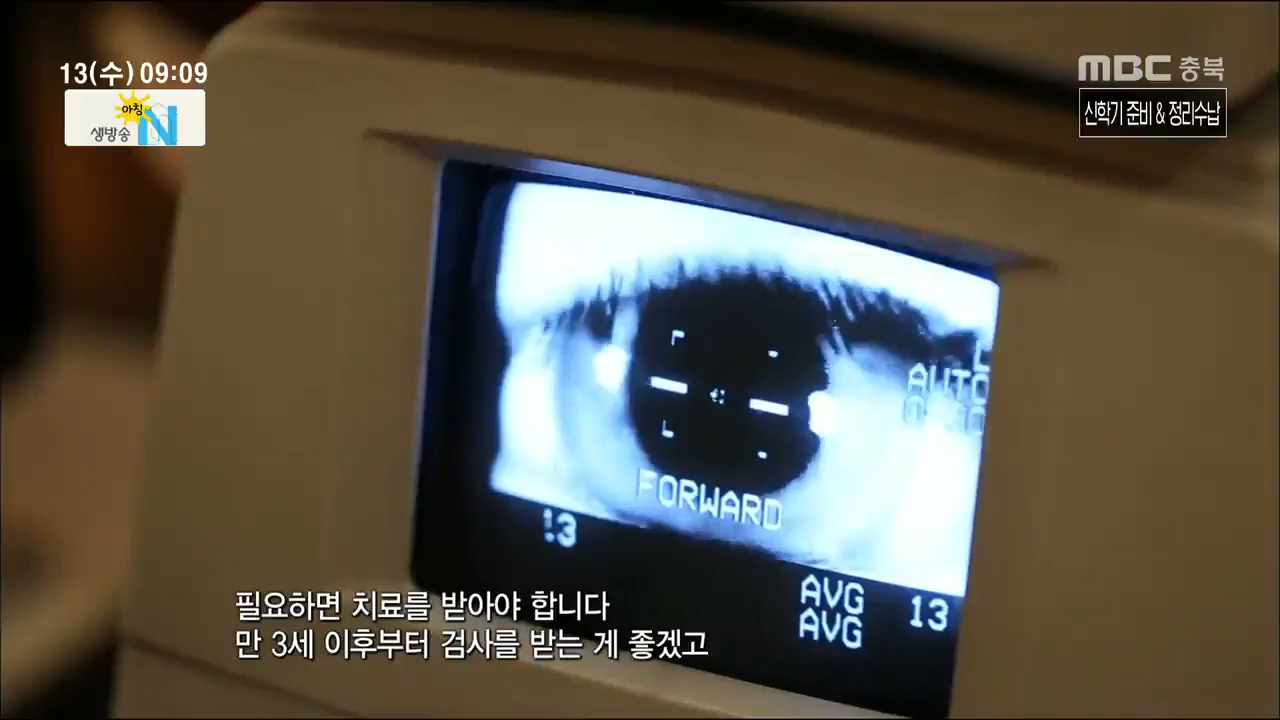 13(수) 09:09
아침
생방송 N
MBC 충북
신학기 준비 & 정리수납
AUTO
FORWARD
13
AVG 13
AVG
필요하면 치료를 받아야 합니다
만 3세 이후부터 검사를 받는 게 좋겠고